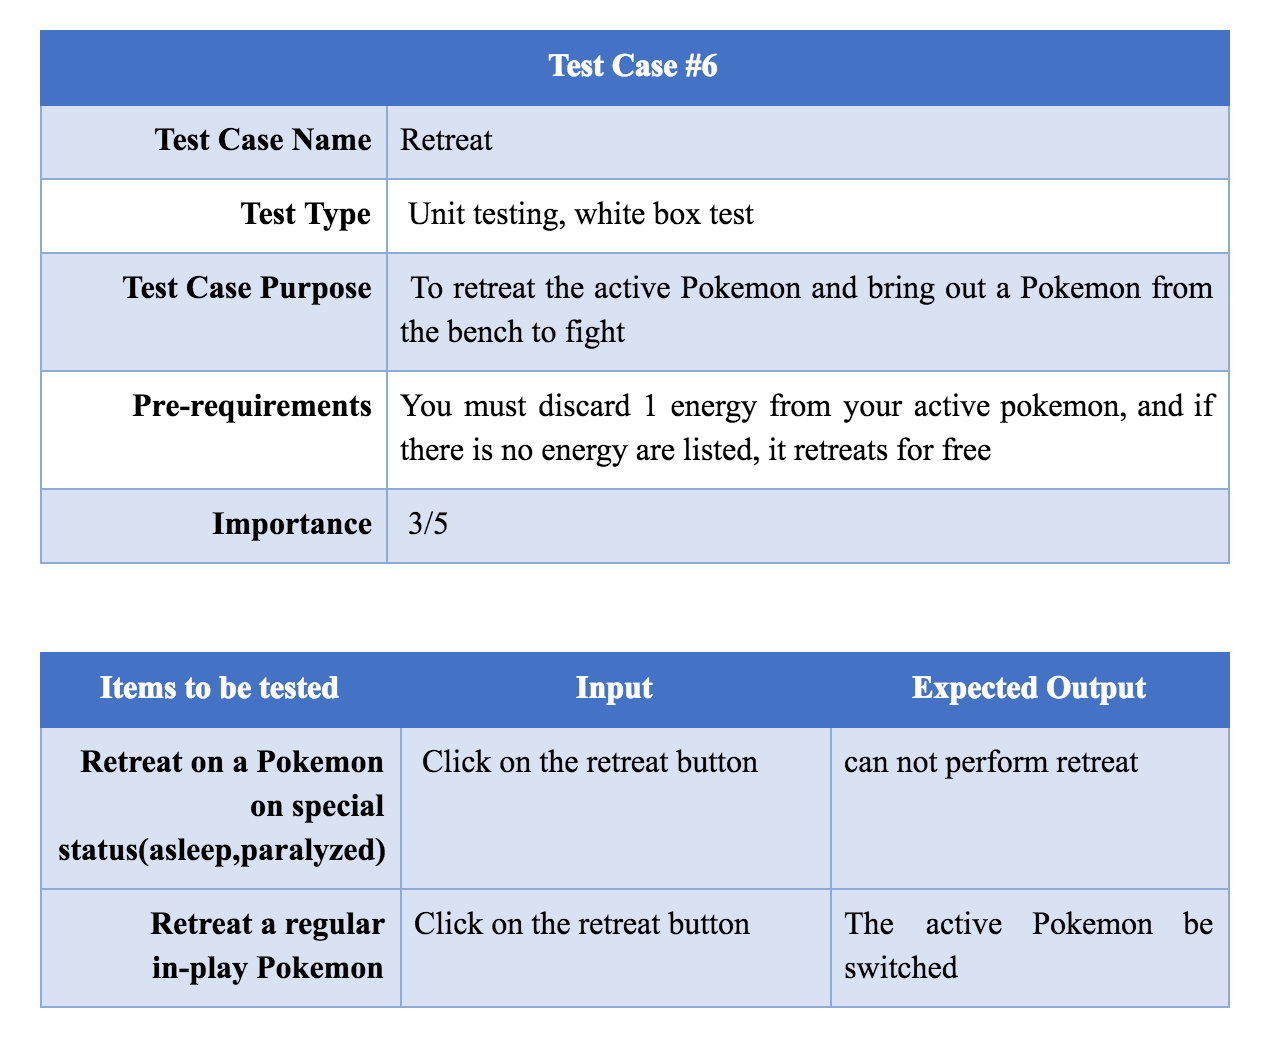 Test Case #6
Test Case Name
Retreat
Test Type
Unit testing, white box test
Test Case Purpose
To retreat the active Pokemon and bring out a Pokemon from
the bench to fight
Pre-requirements
You must discard 1 energy from your active pokemon, and if
there is no energy are listed, it retreats for free
Importance
3/5
Items to be tested
Input
Expected Output
Retreat on a Pokemon
on special
status(asleep,paralyzed)
Click on the retreat button
can not perform retreat
Retreat a regular
in-play Pokemon
Click on the retreat button
The active Pokemon be
switched